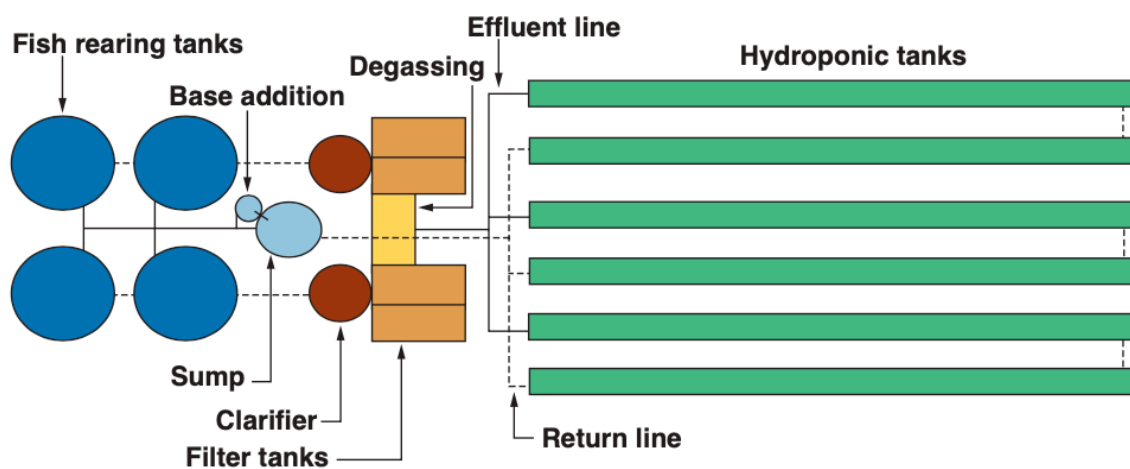 Effluent line
Fish rearing tanks
Degassing
Hydroponic tanks
Base addition
Sump
Clarifier
Return line
Filter tanks